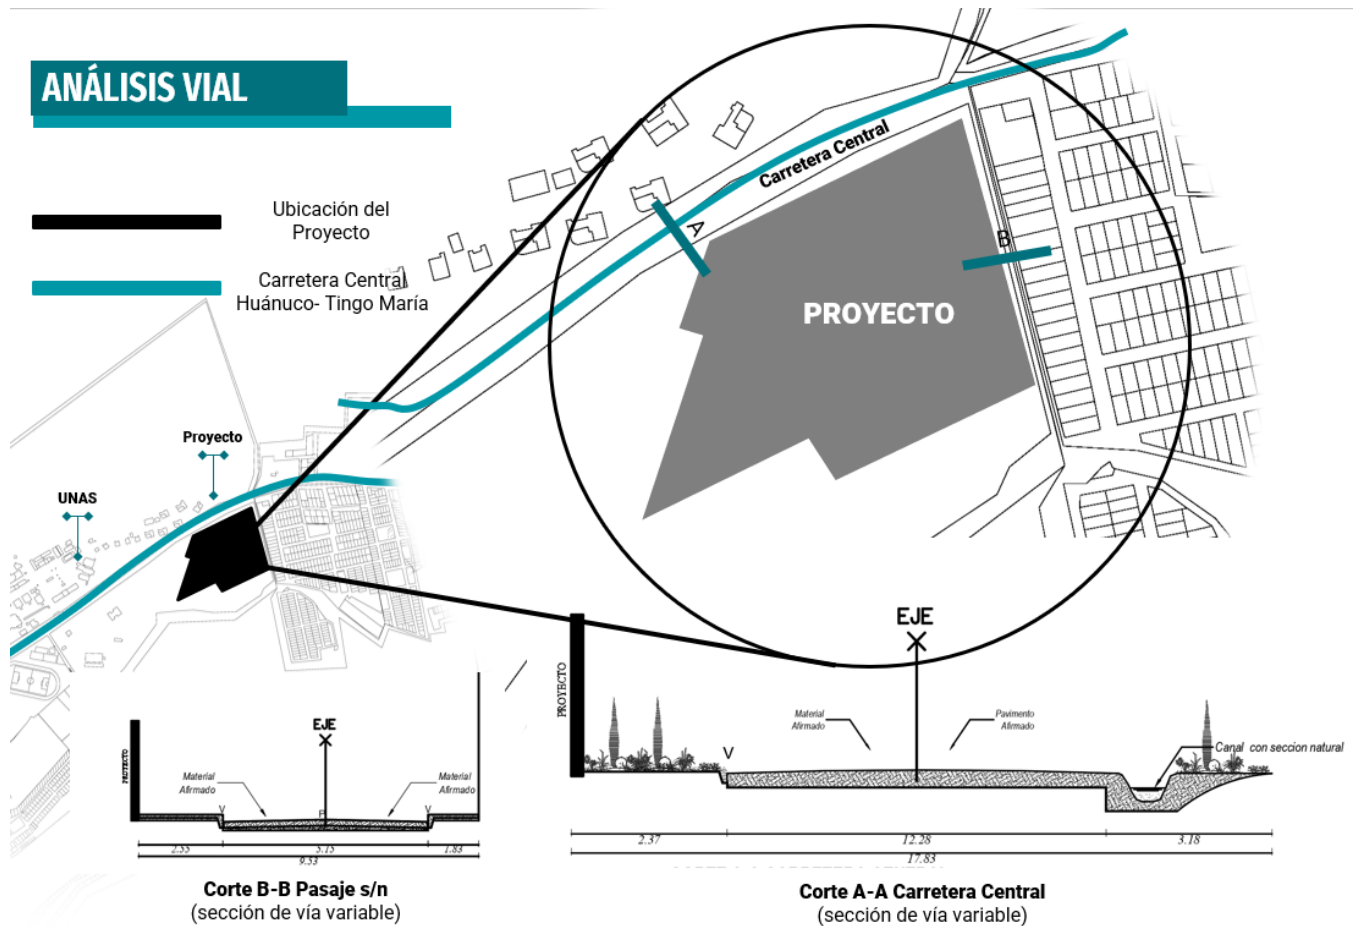 ANÁLISIS VIAL
Ubicación del
Proyecto
Carretera Central
Huánuco- Tingo María
Carretera Central
A
B
PROYECTO
Proyecto
UNAS
EJE
PROYECTO
Material
Afirmado
Pavimento
Afirmado
V
Canal con seccion natural
2.37
12.28
3.18
17.83
Corte A-A Carretera Central
(sección de vía variable)
EJE
PROYECTO
Material
Afirmado
Material
Afirmado
V
V
P
2.55
5.15
1.83
9.53
Corte B-B Pasaje s/n
(sección de vía variable)